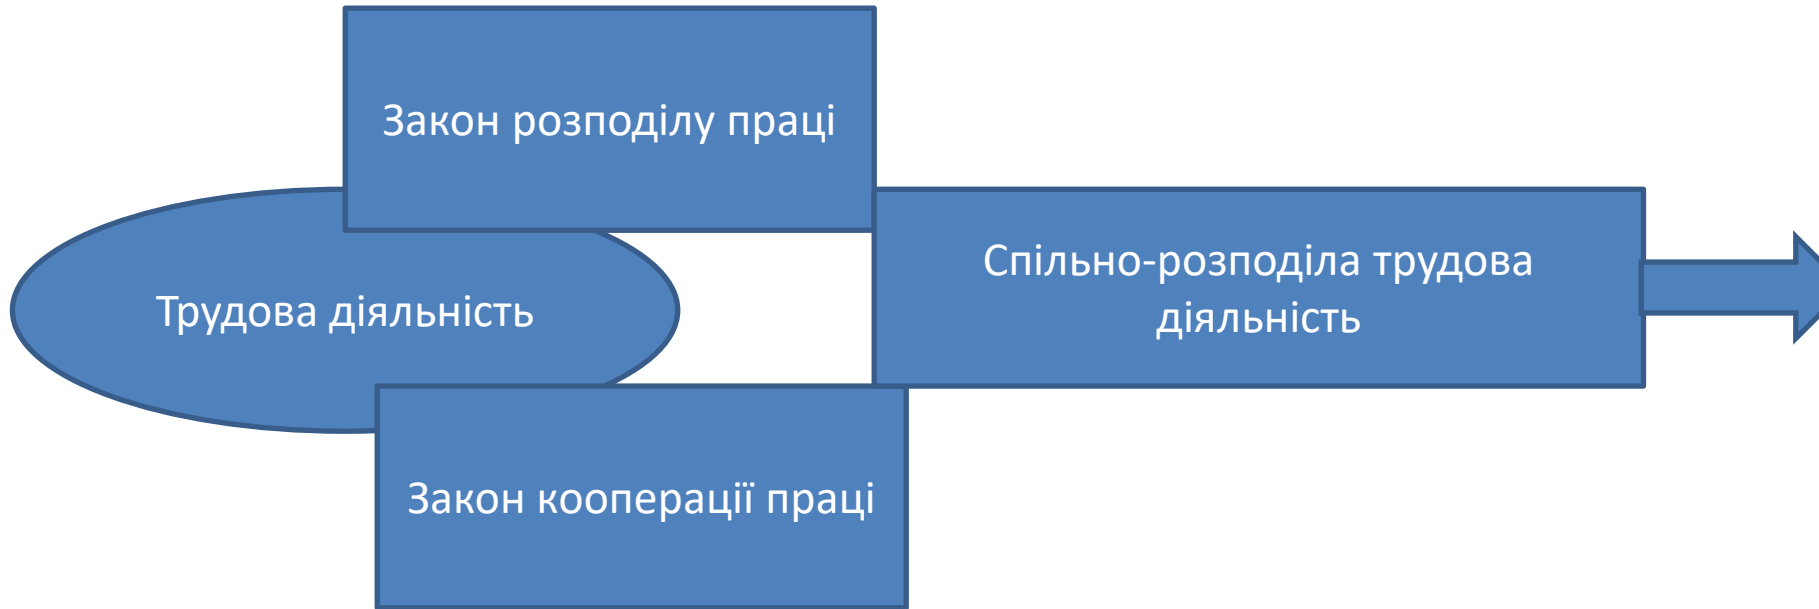 Закон розподілу праці
Трудова діяльність
Спільно-розподіла трудова
діяльність
Закон кооперації праці